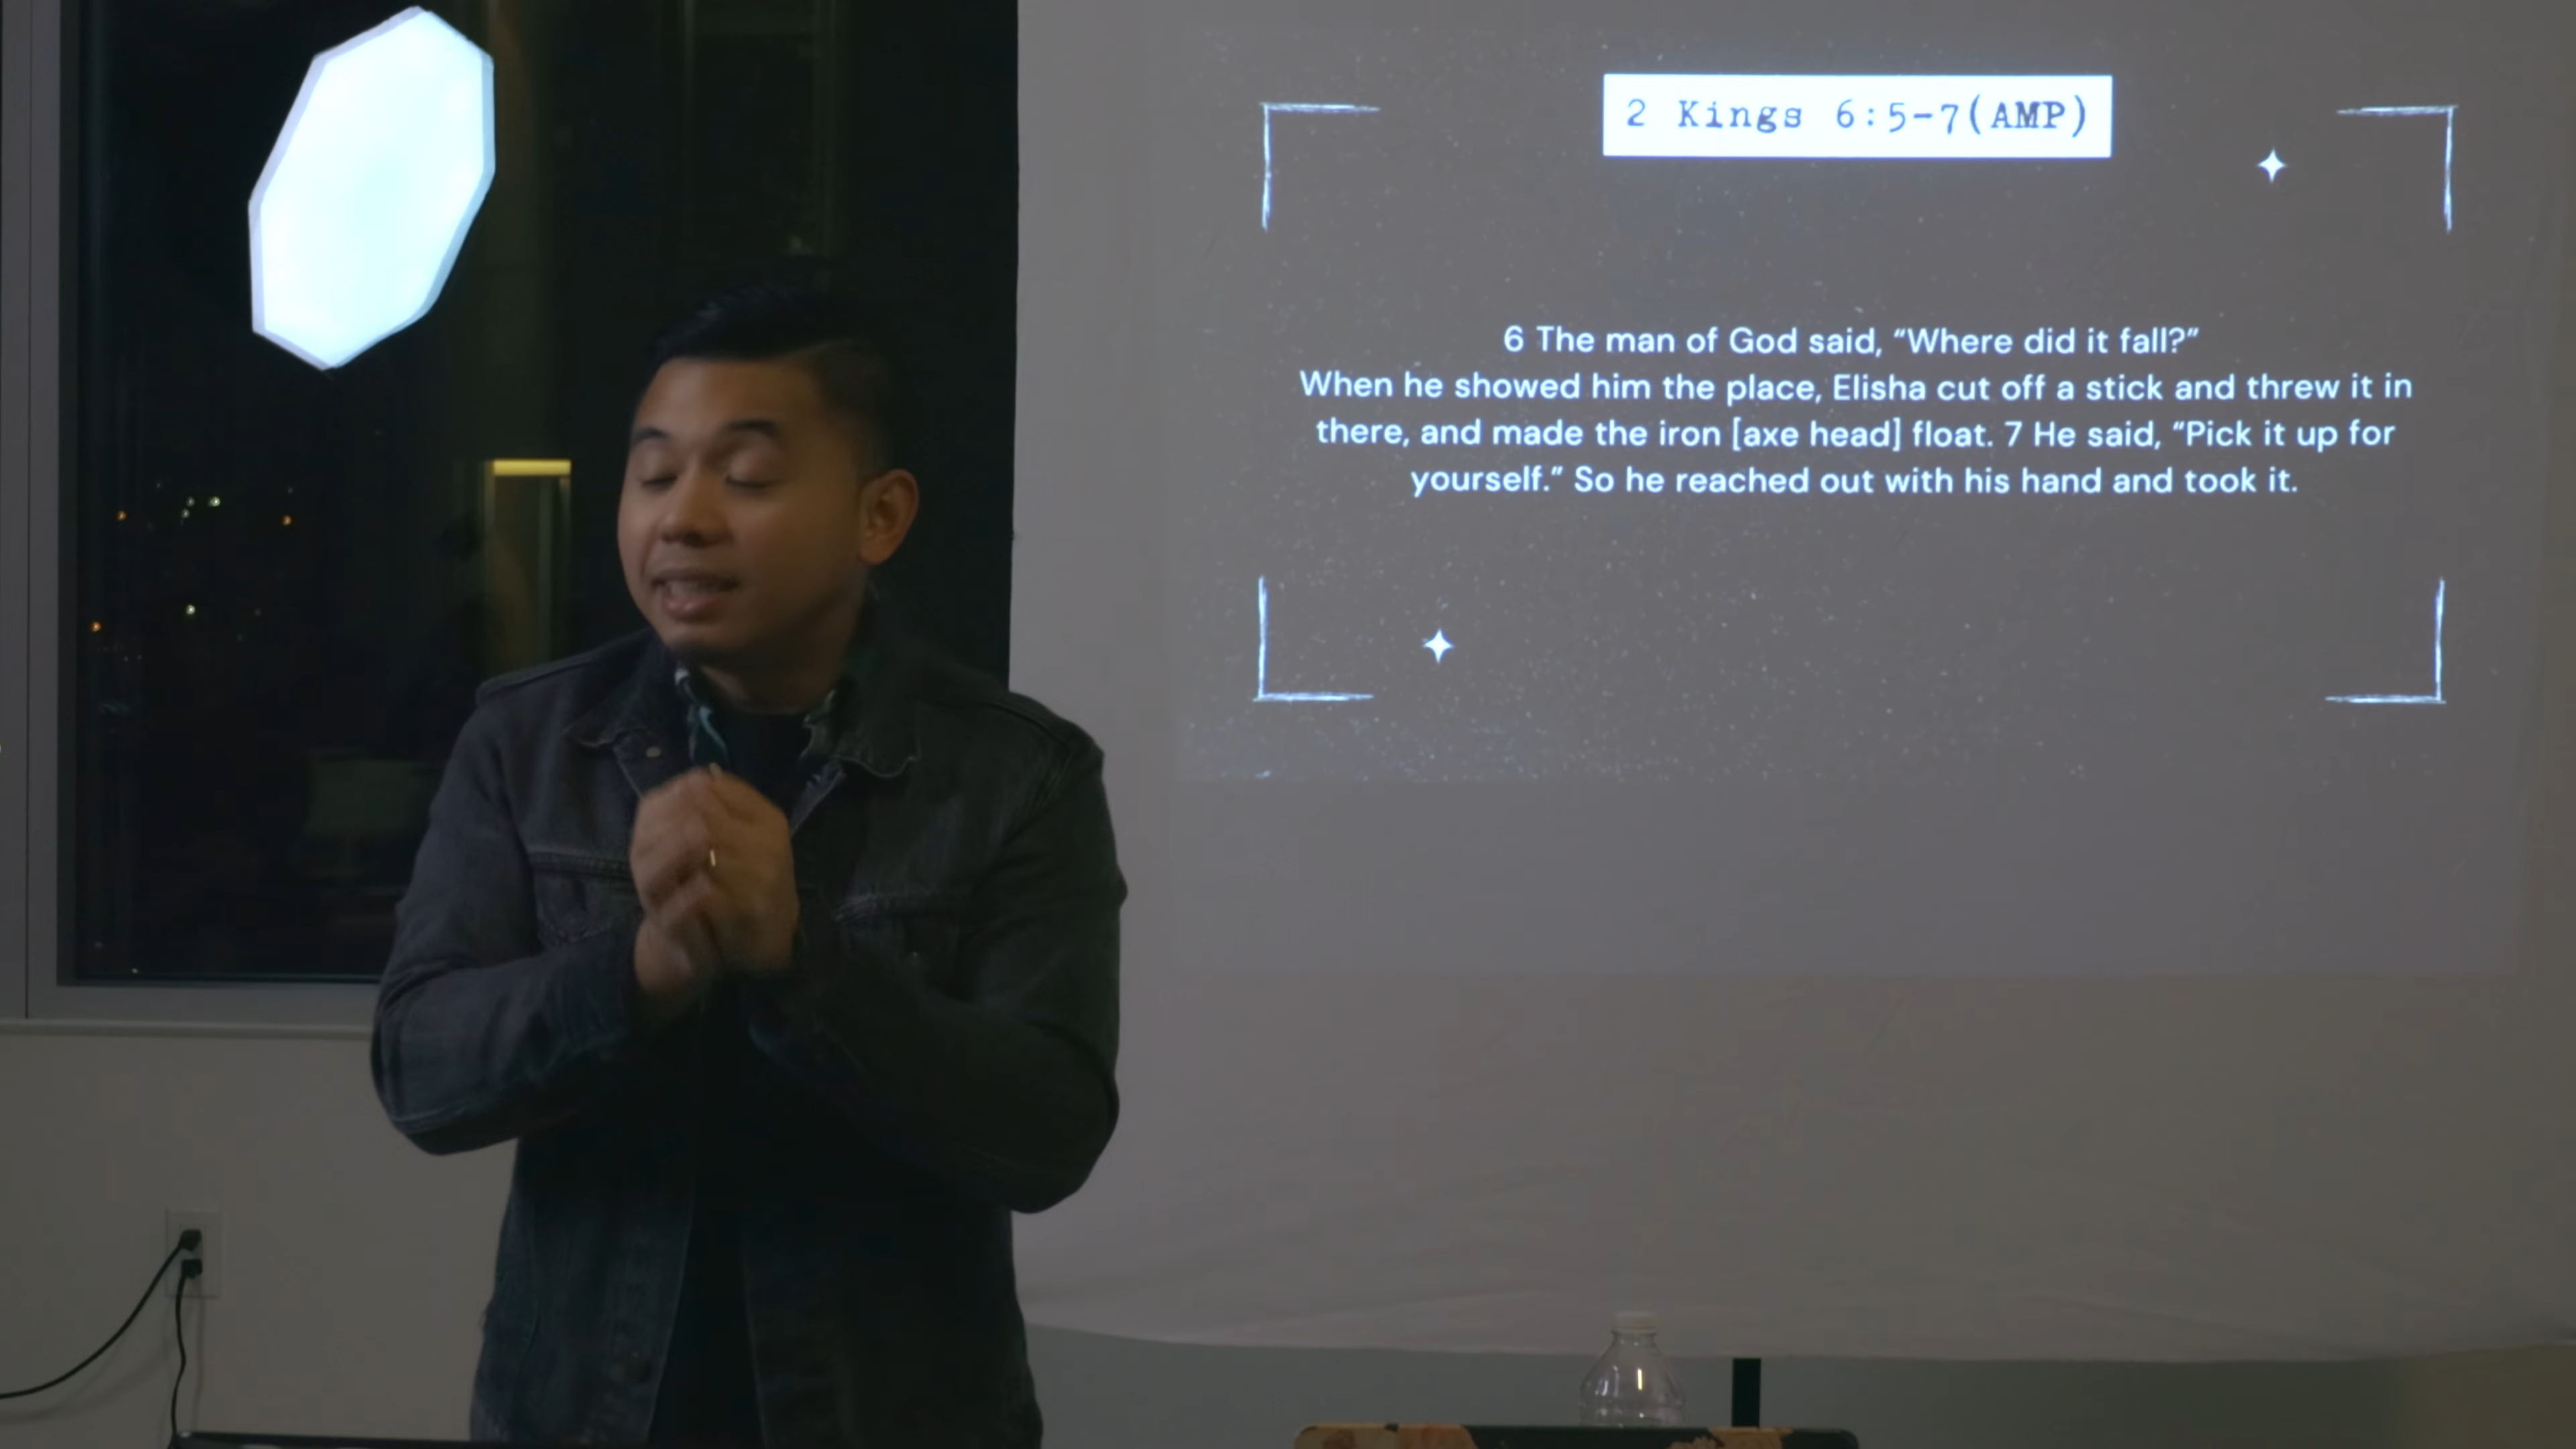 2 Kings 6:5-7(AMP)
6 The man of God said, “Where did it fall?”
When he showed him the place, Elisha cut off a stick and threw it in
there, and made the iron [axe head] float. 7 He said, “Pick it up for
yourself.” So he reached out with his hand and took it.